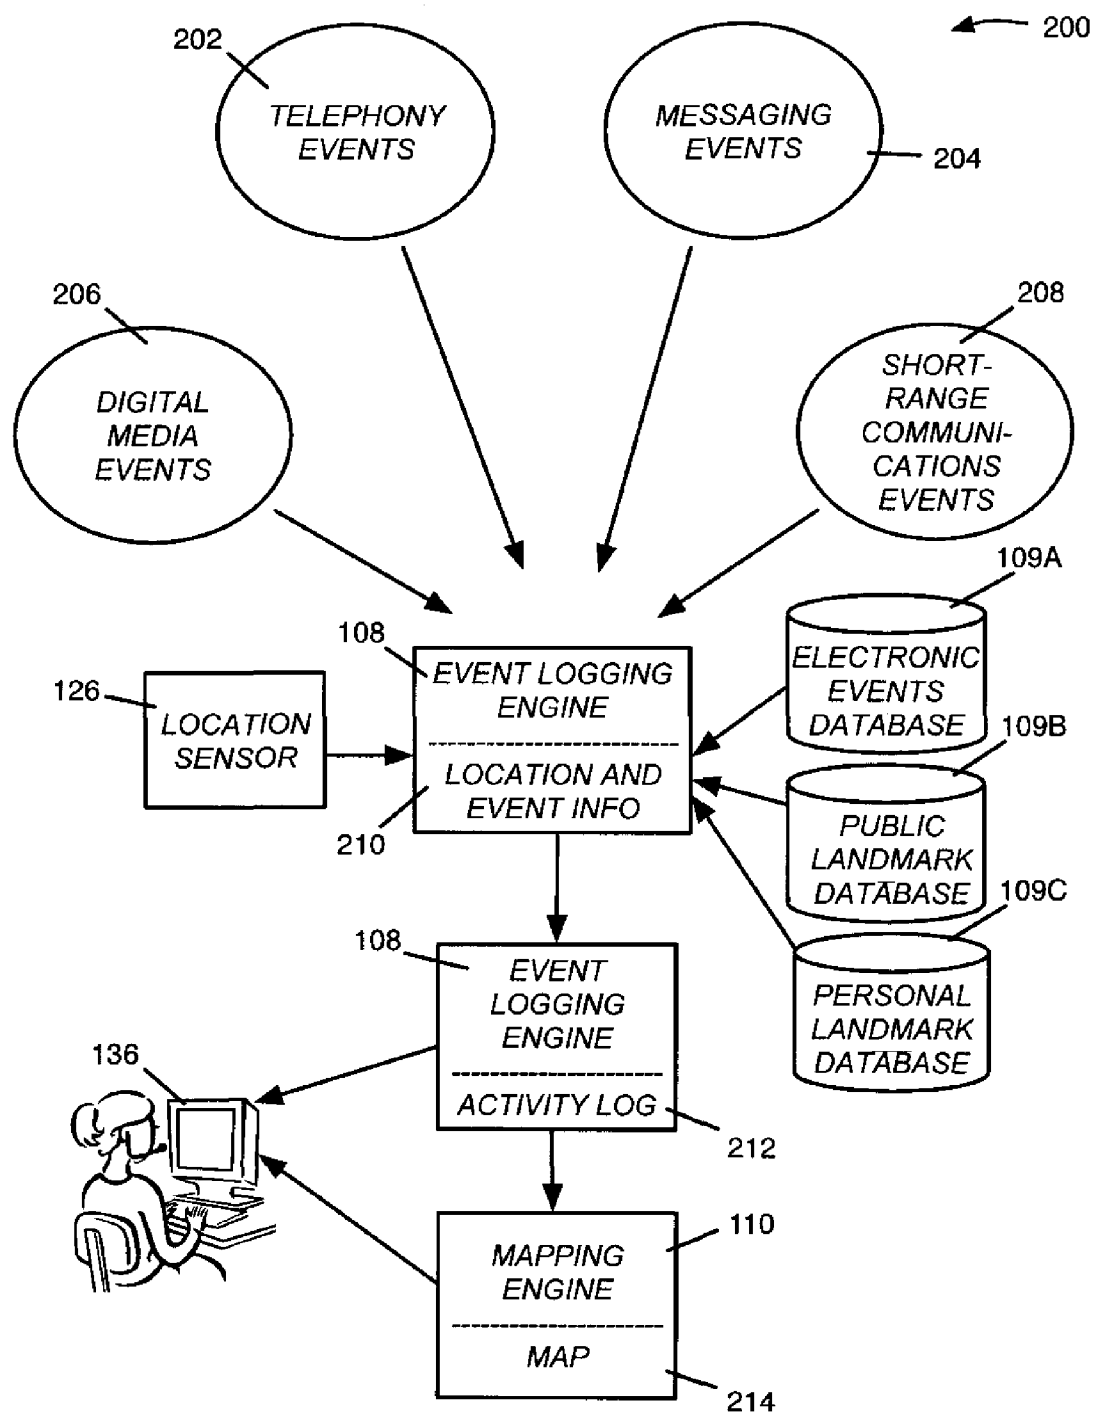 200
202
TELEPHONY
EVENTS
MESSAGING
EVENTS
204
206
DIGITAL
MEDIA
EVENTS
208
SHORT-
RANGE
COMMUNI-
CATIONS
EVENTS
109A
ELECTRONIC
EVENTS
DATABASE
108
EVENT LOGGING
ENGINE
126
LOCATION
SENSOR
LOCATION AND
EVENT INFO
210
109B
PUBLIC
LANDMARK
DATABASE
109C
PERSONAL
LANDMARK
DATABASE
108
EVENT
LOGGING
ENGINE
ACTIVITY LOG
212
136
110
MAPPING
ENGINE
MAP
214